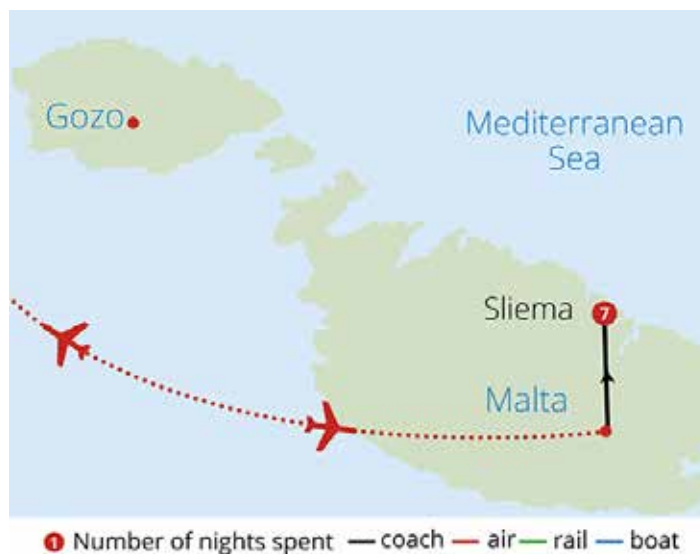 Gozo
Mediterranean
Sea
Sliema
7
Malta
1 Number of nights spent coach air rail boat